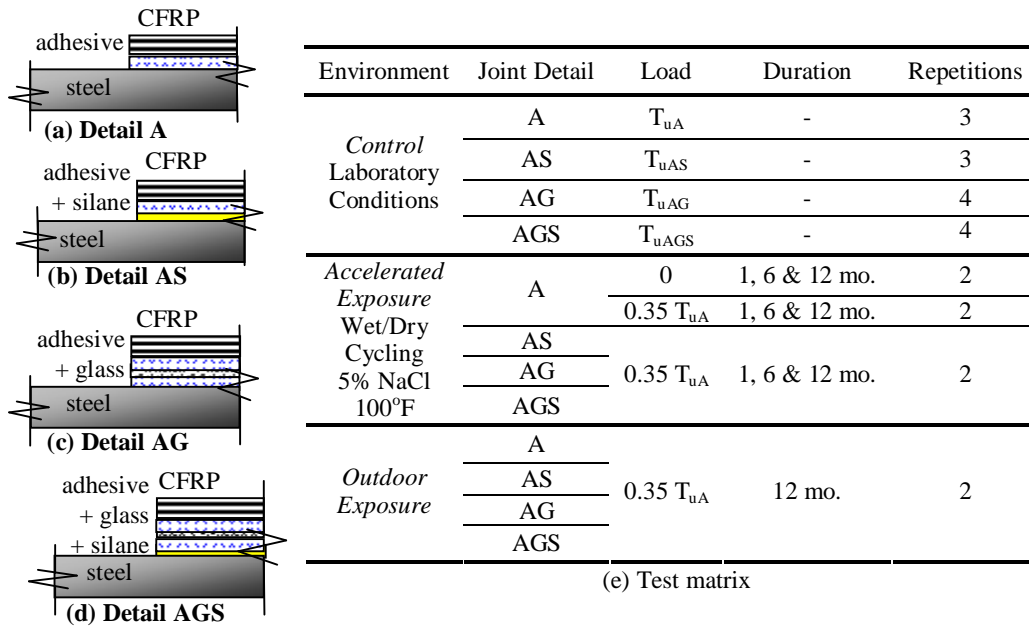 CFRP
adhesive
steel
(a) Detail A
CFRP
adhesive
+ silane
steel
(b) Detail AS
CFRP
adhesive
+ glass
steel
(c) Detail AG
CFRP
adhesive
+ glass
+ silane
steel
(d) Detail AGS
Environment Joint Detail Load Duration Repetitions
Control Laboratory Conditions
A TuA - 3
AS TuAS - 3
AG TuAG - 4
AGS TuAGS - 4
Accelerated Exposure Wet/Dry Cycling 5% NaCl 100°F
A 0 1, 6 & 12 mo. 2
0.35 TuA 1, 6 & 12 mo. 2
AS
AG 0.35 TuA 1, 6 & 12 mo. 2
AGS
Outdoor Exposure
A
AS
0.35 TuA 12 mo. 2
AG
AGS
(e) Test matrix